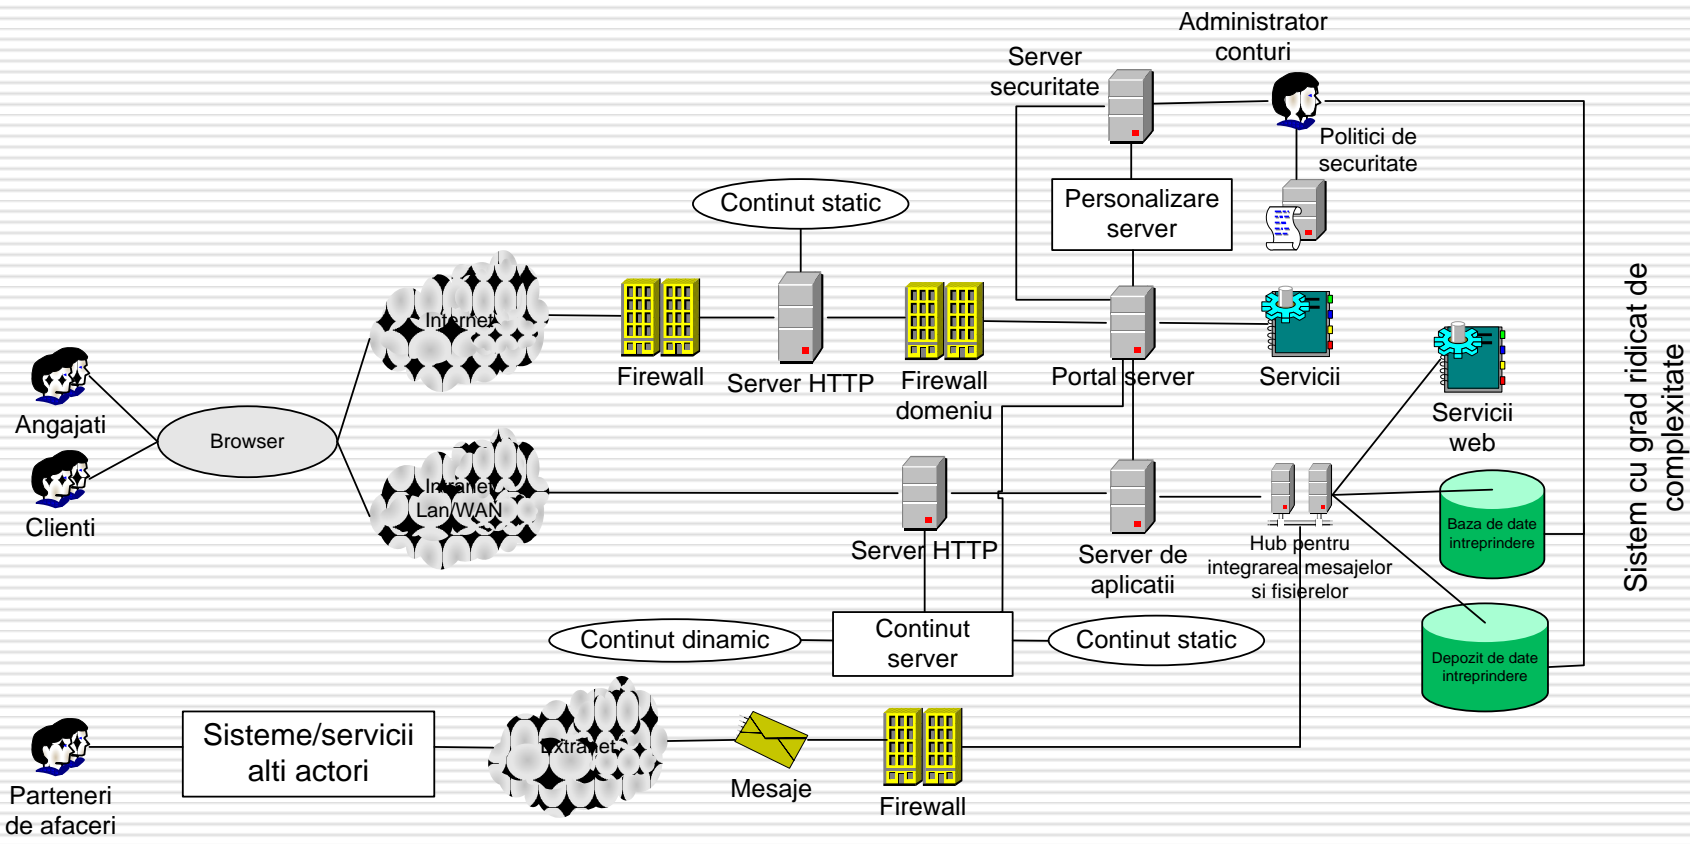 Administrator
conturi
Server
securitate
Politici de
securitate
Continut static
Personalizare
server
Internet
Firewall
Server HTTP
Firewall
domeniu
Portal server
Servicii
Servicii
web
Angajati
Browser
Clienti
Intranet
Lan/WAN
Server HTTP
Server de
aplicatii
Hub pentru
integrarea mesajelor
si fisierelor
Baza de date
intreprindere
Continut dinamic
Continut
server
Continut static
Depozit de date
intreprindere
Sistem cu grad ridicat de
complexitate
Parteneri
de afaceri
Sisteme/servicii
alti actori
Extranet
Mesaje
Firewall